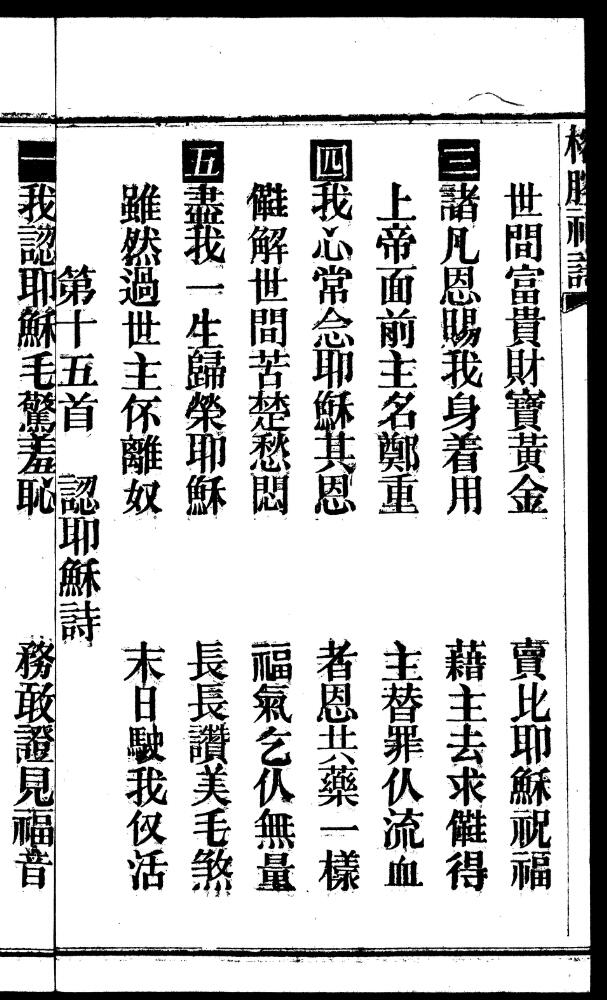 榕腔神詩
世間富貴財寶黃金　賣比耶穌祝福
三 諸凡恩賜我身着用　藉主去求㒰得
上帝面前主名鄭重　主替罪仈流血
四 我心常念耶穌其恩　者恩共藥一樣
㒰解世間苦楚愁悶　福氣乞仈無量
五 盡我一生歸榮耶穌　長長讚美毛煞
雖然過世主伓離奴　末日駛我仅活
第十五首　認耶穌詩
一 我認耶穌毛驚羞恥　務敢證見福音